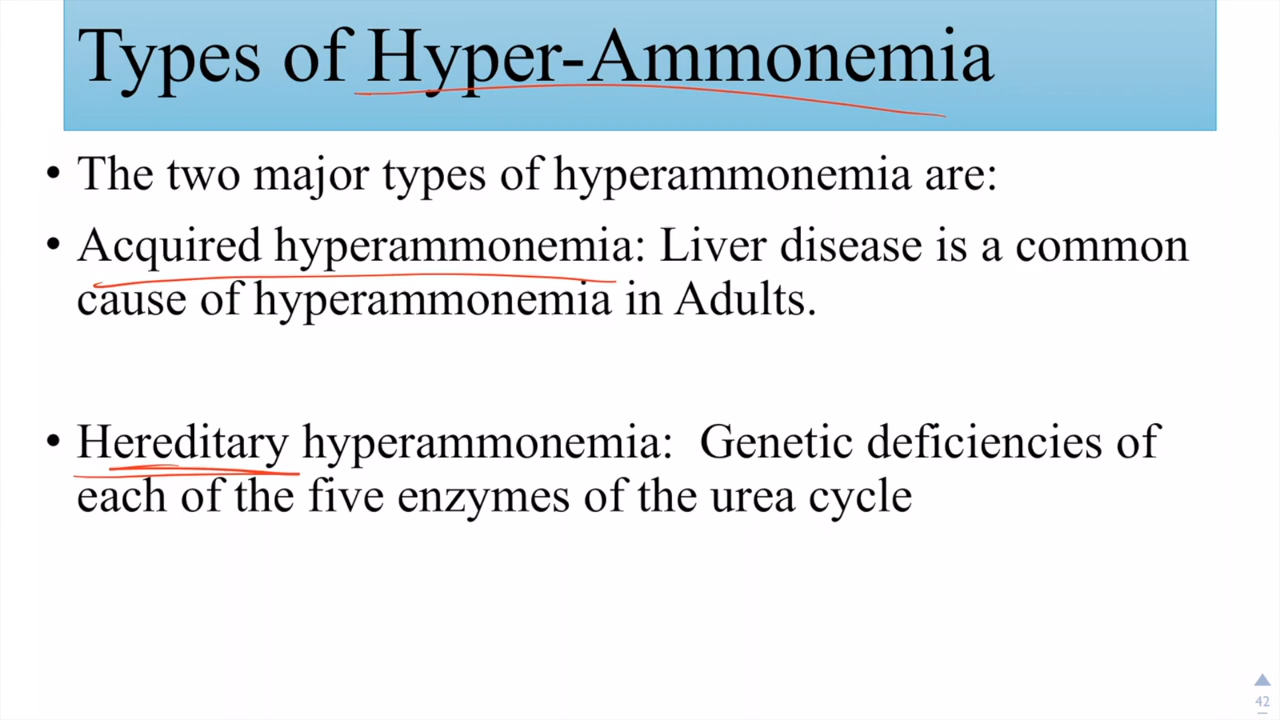 Types of Hyper-Ammonemia
• The two major types of hyperammonemia are:
• Acquired hyperammonemia: Liver disease is a common
cause of hyperammonemia in Adults.
• Hereditary hyperammonemia: Genetic deficiencies of
each of the five enzymes of the urea cycle
42